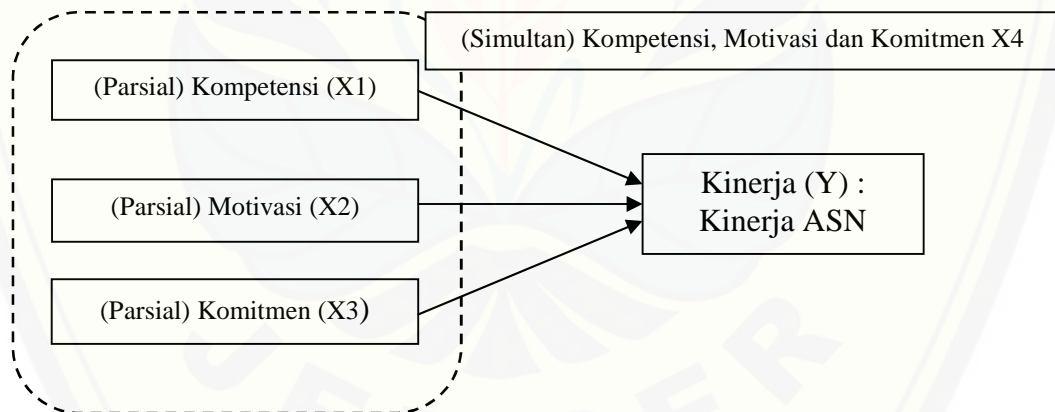 (Simultan) Kompetensi, Motivasi dan Komitmen X4
(Parsial) Kompetensi (X1)
(Parsial) Motivasi (X2)
(Parsial) Komitmen (X3)
Kinerja (Y) :
Kinerja ASN